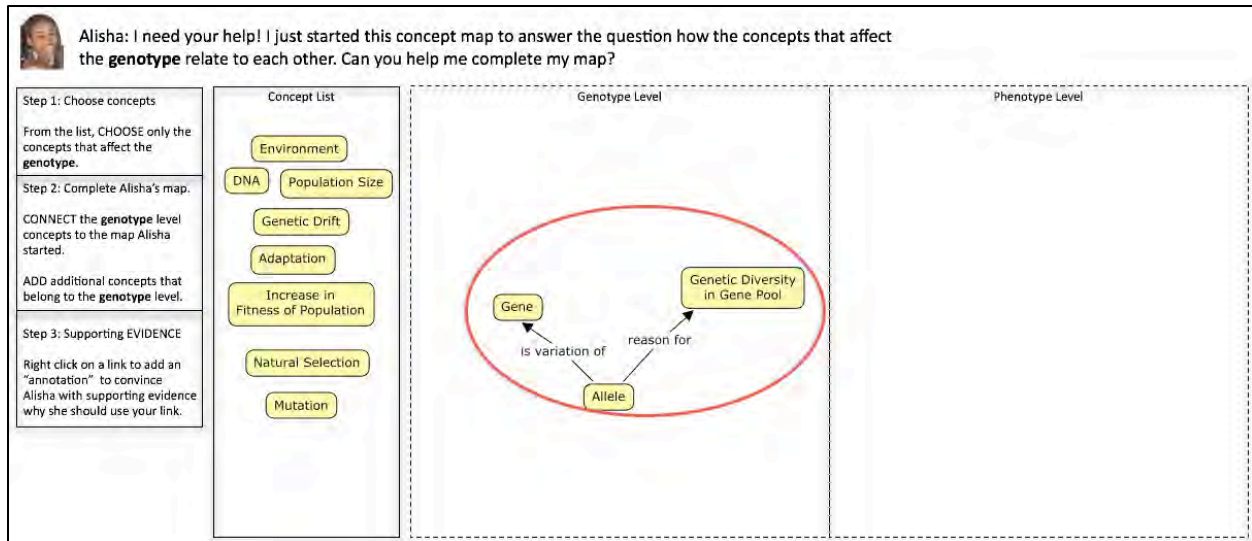 Alisha: I need your help! I just started this concept map to answer the question how the concepts that affect
the genotype relate to each other. Can you help me complete my map?
Step 1: Choose concepts
From the list, CHOOSE only the
concepts that affect the
genotype.
Step 2: Complete Alisha's map.
CONNECT the genotype level
concepts to the map Alisha
started.
ADD additional concepts that
belong to the genotype level.
Step 3: Supporting EVIDENCE
Right click on a link to add an
"annotation" to convince
Alisha with supporting evidence
why she should use your link.
Concept List
Environment
DNA
Population Size
Genetic Drift
Adaptation
Increase in
Fitness of Population
Natural Selection
Mutation
Genotype Level
Genetic Diversity
in Gene Pool
Gene
is variation of
reason for
Allele
Phenotype Level